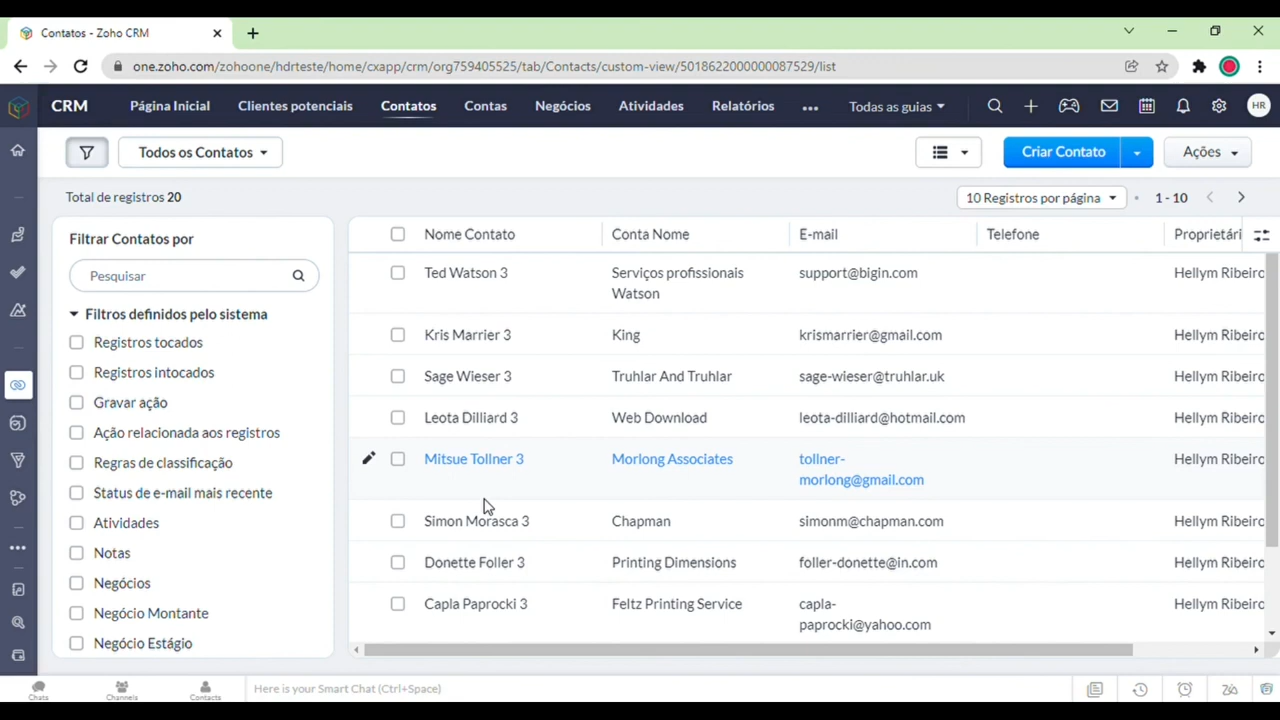 Contatos - Zoho CRM
one.zoho.com/zohoone/hdrteste/home/cxapp/crm/org759405525/tab/Contacts/custom-view/5018622000000087529/list
CRM Página Inicial Clientes potenciais Contatos Contas Negócios Atividades Relatórios ••• Todas as guias HR
Todos os Contatos Criar Contato Ações
Total de registros 20 10 Registros por página 1 - 10
Filtrar Contatos por
Pesquisar
Filtros definidos pelo sistema
Registros tocados
Registros intocados
Gravar ação
Ação relacionada aos registros
Regras de classificação
Status de e-mail mais recente
Atividades
Notas
Negócios
Negócio Montante
Negócio Estágio
Nome Contato Conta Nome E-mail Telefone Proprietári
Ted Watson 3 Serviços profissionais support@bigin.com Hellym Ribeiro
Watson
Kris Marrier 3 King krismarrier@gmail.com Hellym Ribeiro
Sage Wieser 3 Truhlar And Truhlar sage-wieser@truhlar.uk Hellym Ribeiro
Leota Dilliard 3 Web Download leota-dilliard@hotmail.com Hellym Ribeiro
Mitsue Tollner 3 Morlong Associates tollner- Hellym Ribeiro
morlong@gmail.com
Simon Morasca 3 Chapman simonm@chapman.com Hellym Ribeiro
Donette Foller 3 Printing Dimensions foller-donette@in.com Hellym Ribeiro
Capla Paprocki 3 Feltz Printing Service capla- Hellym Ribeiro
paprocki@yahoo.com
Chats Channels Contacts Here is your Smart Chat (Ctrl+Space)